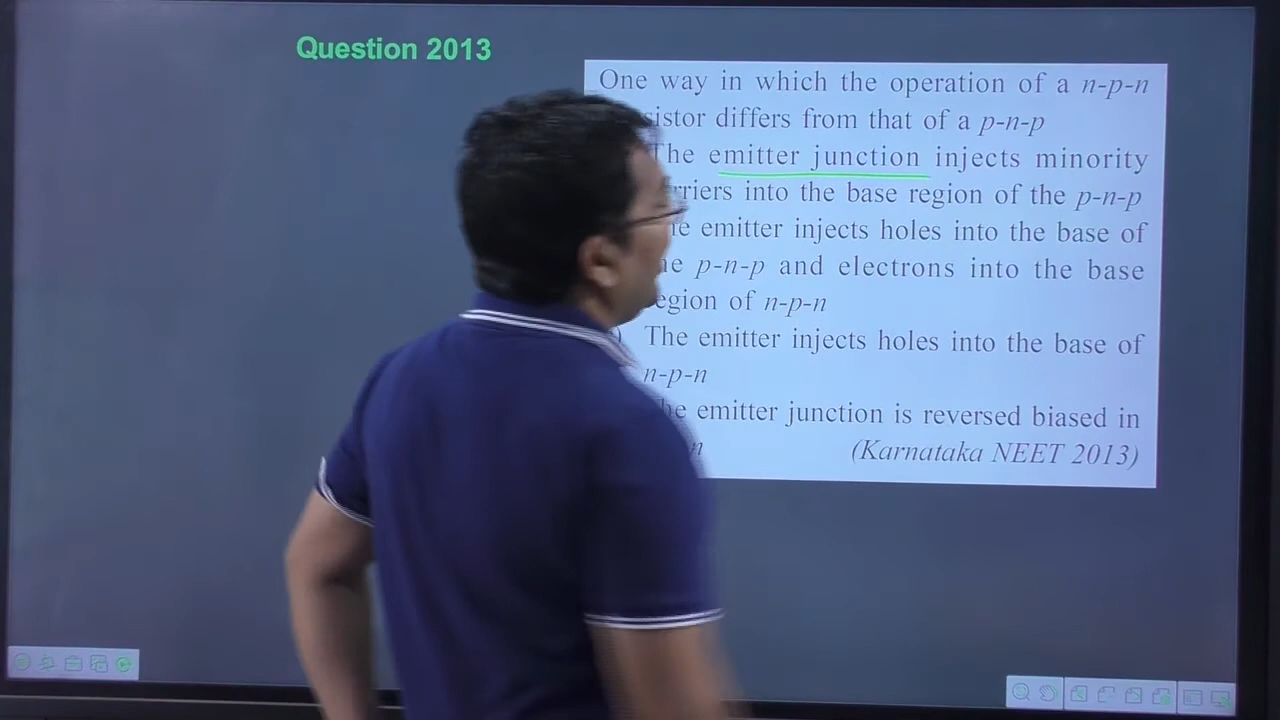 Question 2013
One way in which the operation of a n-p-n
sistor differs from that of a p-n-p
The emitter junction injects minority
rriers into the base region of the p-n-p
e emitter injects holes into the base of
he p-n-p and electrons into the base
egion of n-p-n
) The emitter injects holes into the base of
n-p-n
he emitter junction is reversed biased in
n (Karnataka NEET 2013)